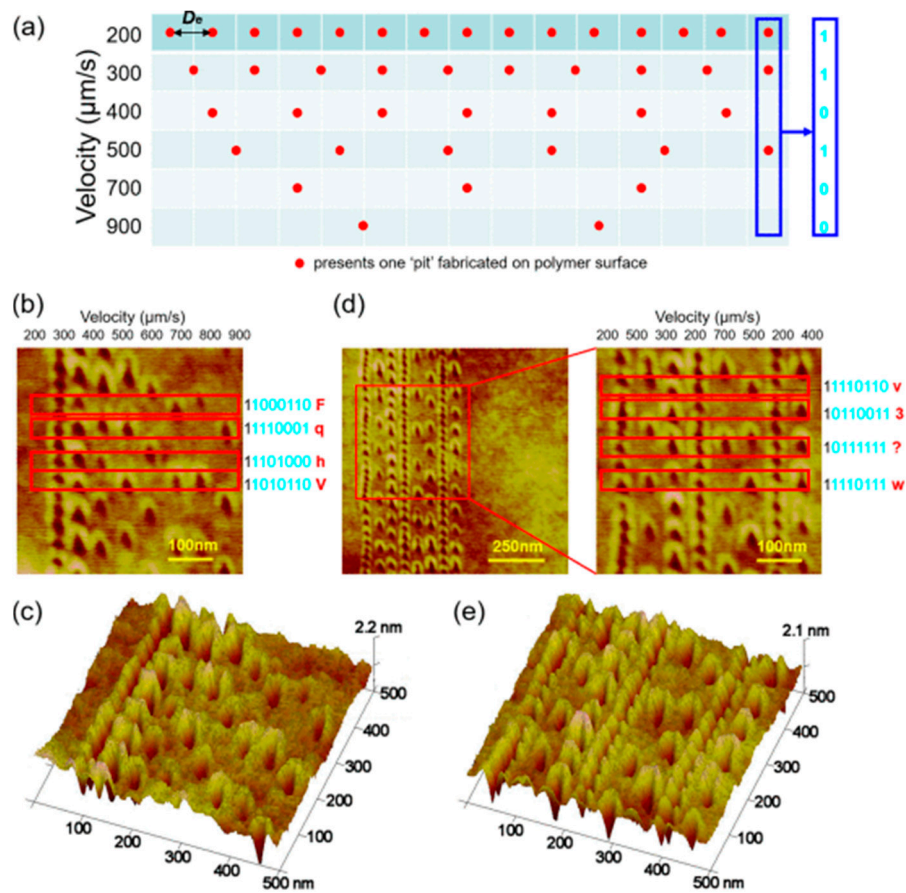 (a)
De
Velocity (μm/s)
200
300
400
500
700
900
1
1
0
1
0
0
presents one 'pit' fabricated on polymer surface
(b)
Velocity (μm/s)
200 300 400 500 600 700 800 900
11000110 F
11110001 q
11101000 h
11010110 V
100nm
(d)
250nm
Velocity (μm/s)
200 500 300 200 700 500 200 400
11110110 v
10110011 3
10111111 ?
11110111 w
100nm
(c)
2.2 nm
500
400
300
200
100
100
200
300
400
500 nm
(e)
2.1 nm
500
400
300
200
100
100
200
300
400
500 nm